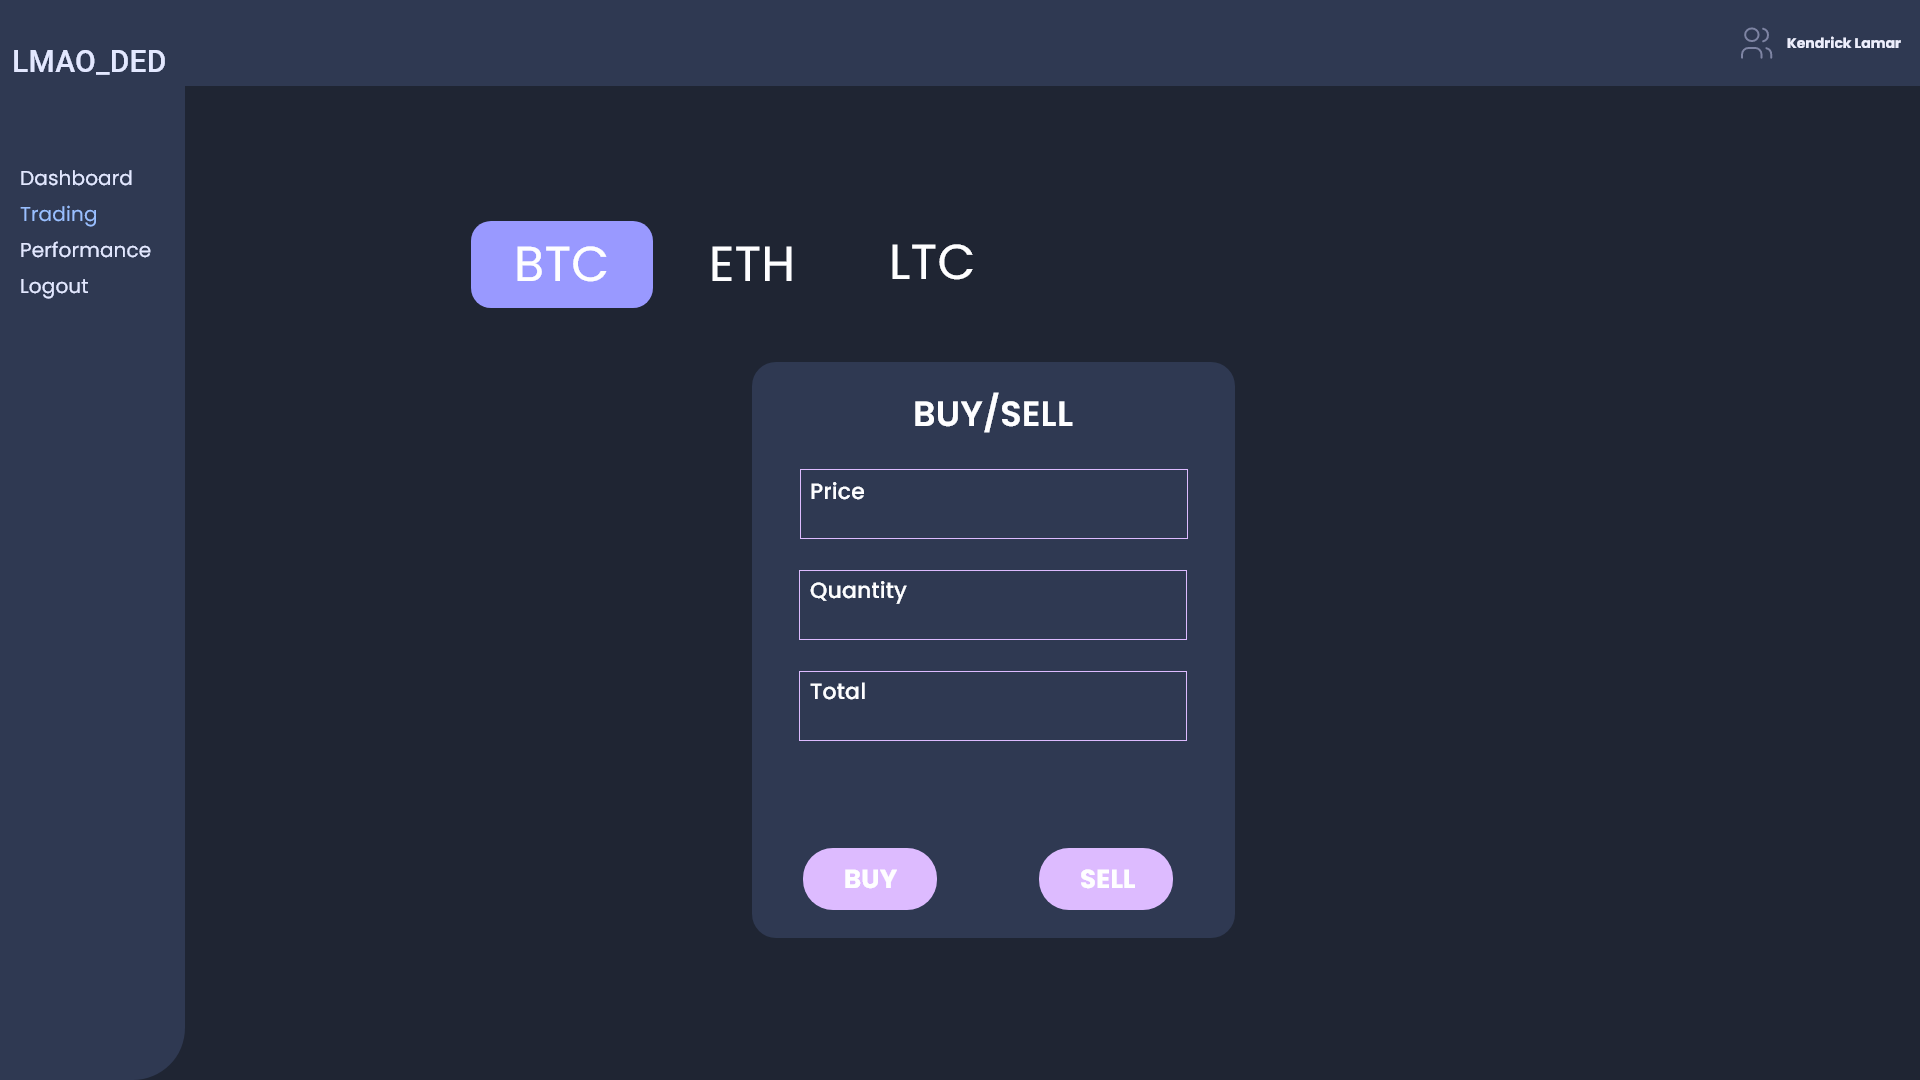 LMAO_DED
Kendrick Lamar
Dashboard
Trading
Performance
Logout
BTC
ETH
LTC
BUY/SELL
Price
Quantity
Total
BUY
SELL